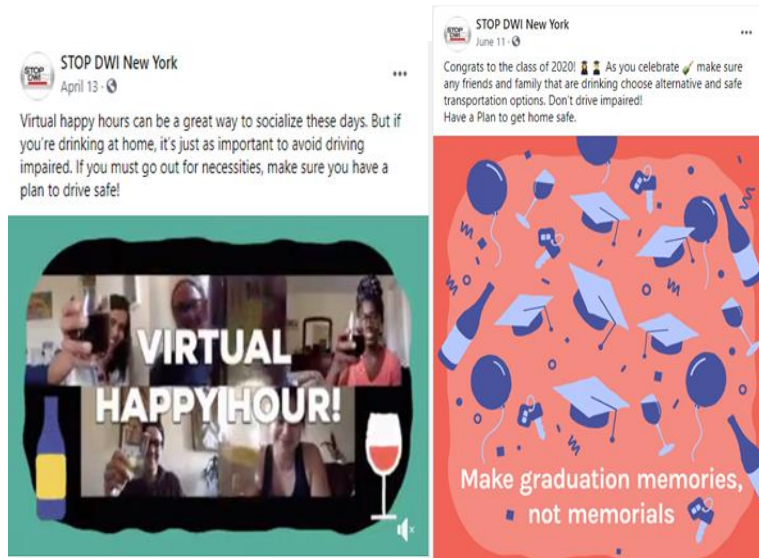 STOP DWI
STOP DWI New York
April 13 ·
Virtual happy hours can be a great way to socialize these days. But if
you're drinking at home, it's just as important to avoid driving
impaired. If you must go out for necessities, make sure you have a
plan to drive safe!
VIRTUAL
HAPPY HOUR!
STOP DWI
STOP DWI New York
June 11 ·
Congrats to the class of 2020! 👩‍🎓👨‍🎓 As you celebrate 🍾 make sure
any friends and family that are drinking choose alternative and safe
transportation options. Don't drive impaired!
Have a Plan to get home safe.
Make graduation memories,
not memorials